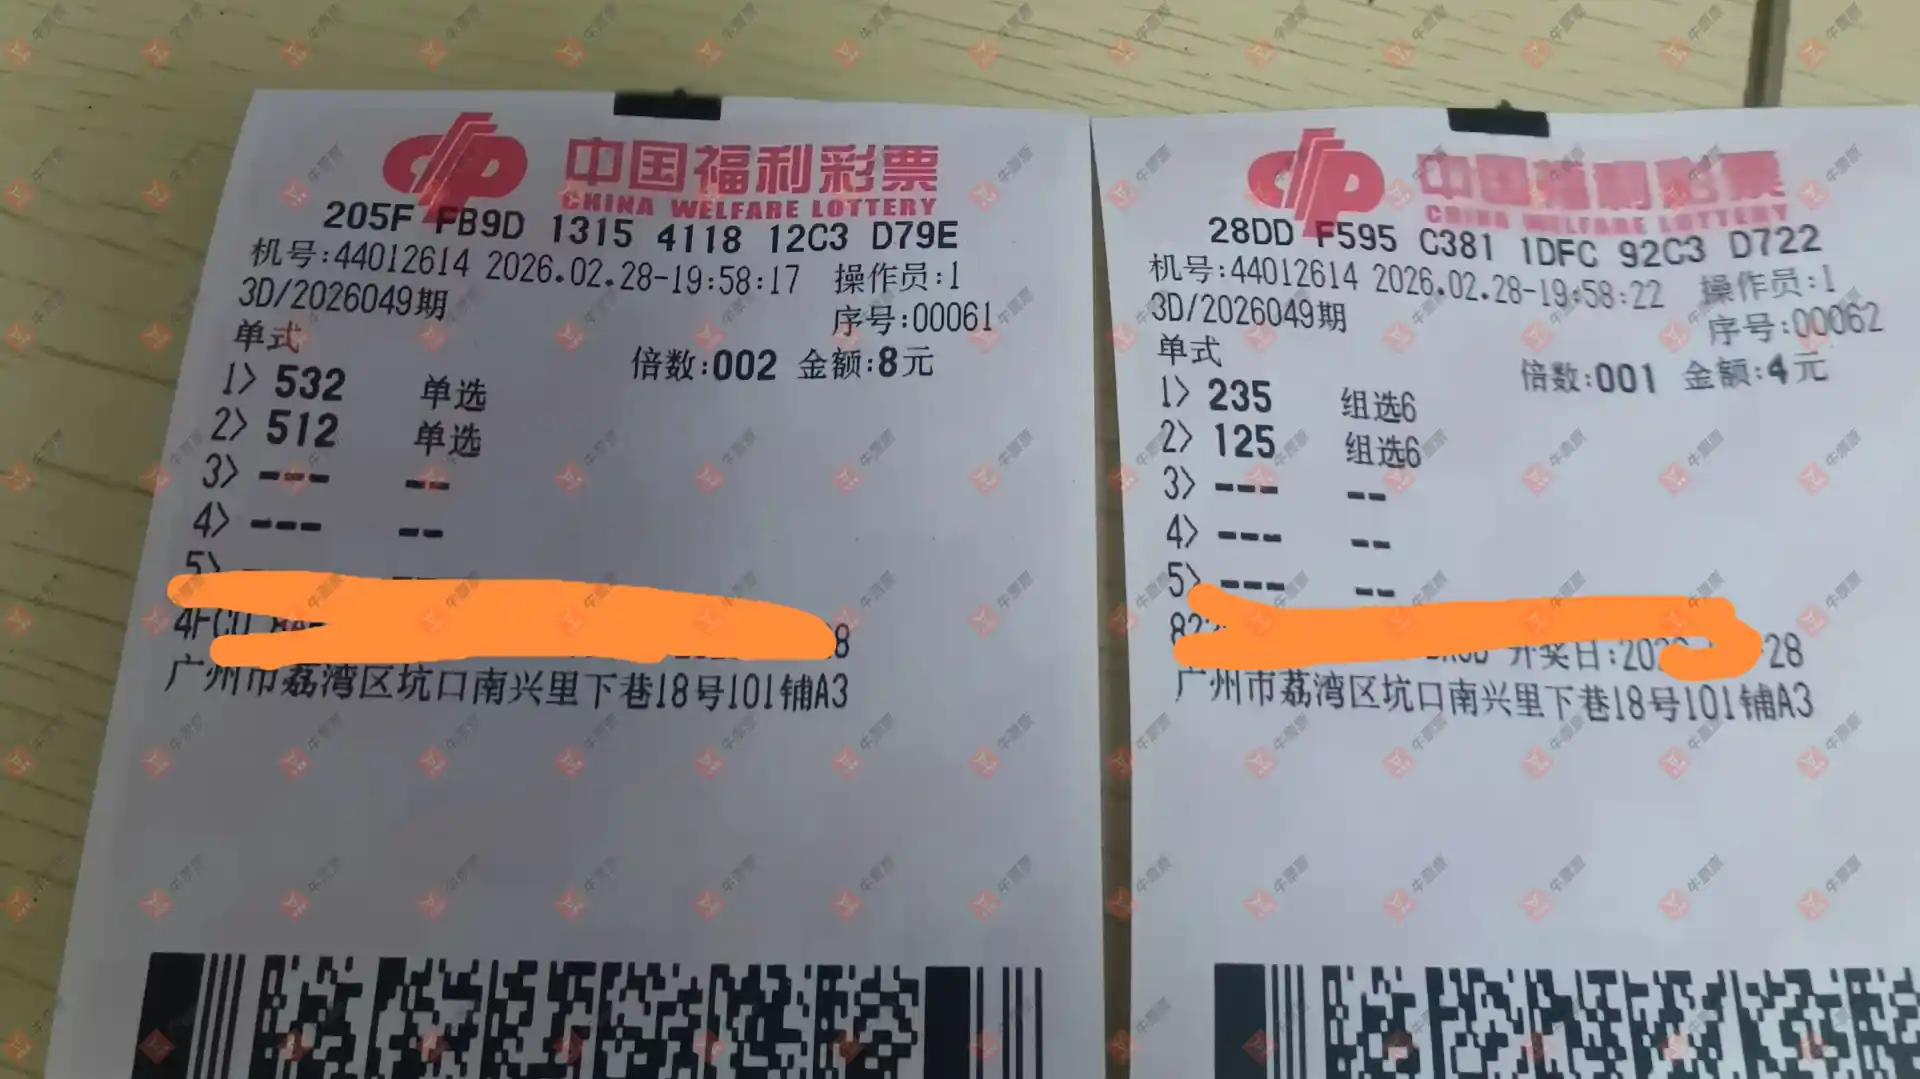 中国福利彩票
CHINA WELFARE LOTTERY
205F FB9D 1315 4118 12C3 D79E
机号:44012614 2026.02.28-19:58:17 操作员:1
3D/2026049期 序号:00061
单式 倍数:002 金额:8元
1> 532 单选
2> 512 单选
3> --- --
4> --- --
5>
8
广州市荔湾区坑口南兴里下巷18号101铺A3
中国福利彩票
CHINA WELFARE LOTTERY
28DD F595 C381 1DFC 92C3 D722
机号:44012614 2026.02.28-19:58:22 操作员:1
3D/2026049期 序号:00062
单式 倍数:001 金额:4元
1> 235 组选6
2> 125 组选6
3> --- --
4> --- --
5> --- --
开奖日:202 -28
广州市荔湾区坑口南兴里下巷18号101铺A3